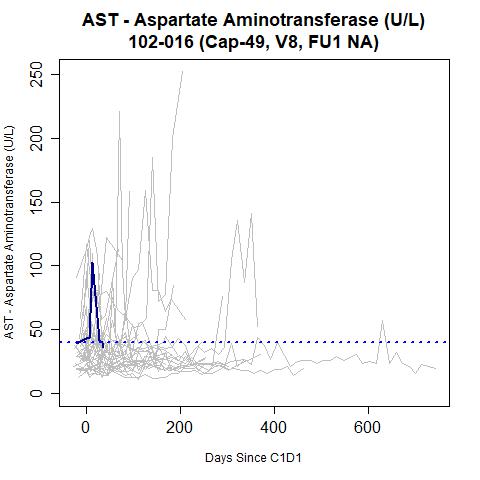 AST - Aspartate Aminotransferase (U/L)
102-016 (Cap-49, V8, FU1 NA)
AST - Aspartate Aminotransferase (U/L)
250
200
150
100
50
0
0 200 400 600
Days Since C1D1